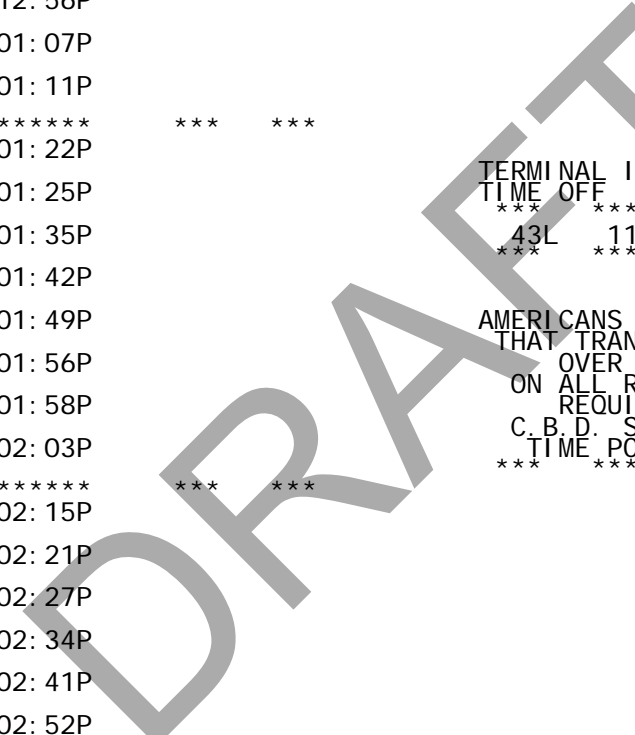 12:56P
01:07P
01:11P
****** *** ***
01:22P
01:25P
01:35P
01:42P
01:49P
01:56P
01:58P
02:03P
****** *** ***
02:15P
02:21P
02:27P
02:34P
02:41P
02:52P
TERMINAL I
TIME OFF
*** ***
43L 11
*** ***
AMERICANS
THAT TRAN
OVER
ON ALL R
REQUI
C.B.D. S
TIME PO
*** ***
DRAFT